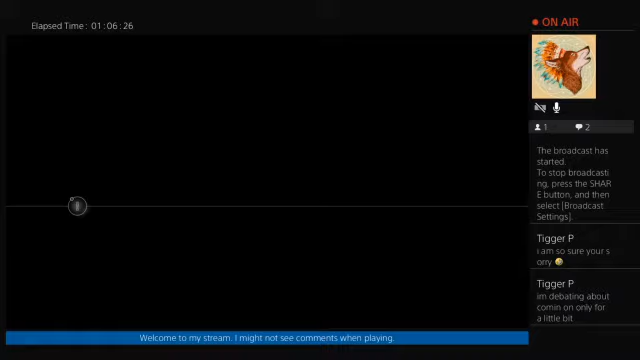 Elapsed Time : 01:06:26
ON AIR
1
2
The broadcast has
started.
To stop broadcasti
ng, press the SHAR
E button, and then
select [Broadcast
Settings].
Tigger P
i am so sure your s
orry
Tigger P
im debating about
comin on only for
a little bit
Welcome to my stream. I might not see comments when playing.